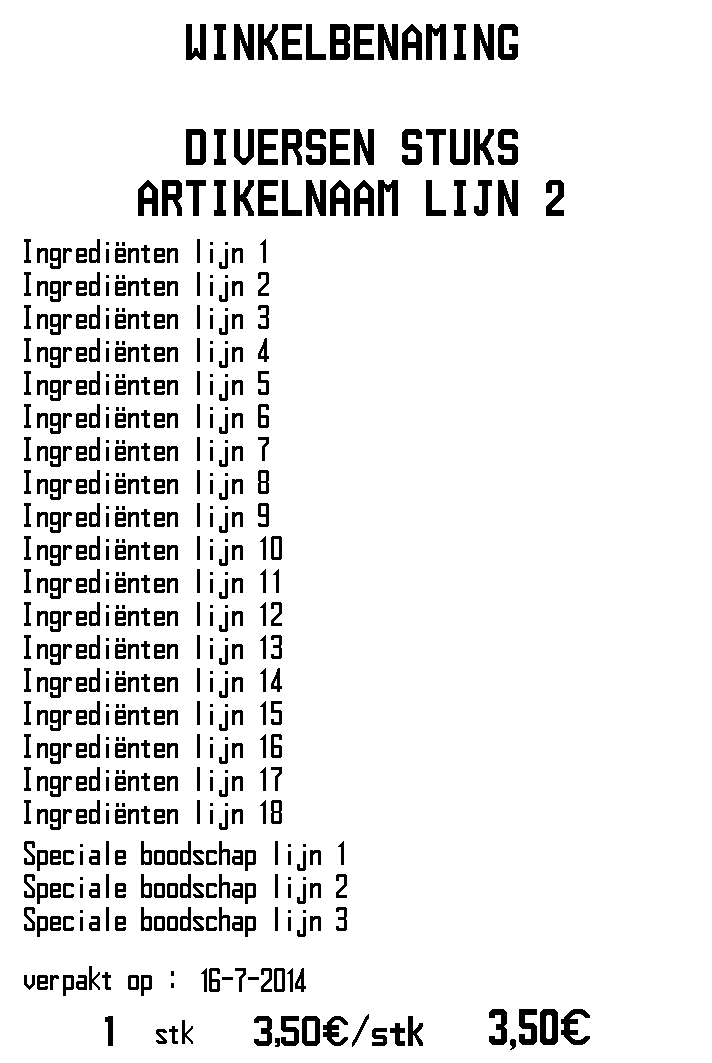 WINKELBENAMING
DIVERSEN STUKS
ARTIKELNAAM LIJN 2
Ingrediënten lijn 1
Ingrediënten lijn 2
Ingrediënten lijn 3
Ingrediënten lijn 4
Ingrediënten lijn 5
Ingrediënten lijn 6
Ingrediënten lijn 7
Ingrediënten lijn 8
Ingrediënten lijn 9
Ingrediënten lijn 10
Ingrediënten lijn 11
Ingrediënten lijn 12
Ingrediënten lijn 13
Ingrediënten lijn 14
Ingrediënten lijn 15
Ingrediënten lijn 16
Ingrediënten lijn 17
Ingrediënten lijn 18
Speciale boodschap lijn 1
Speciale boodschap lijn 2
Speciale boodschap lijn 3
verpakt op : 16-7-2014
1 stk 3,50€/stk 3,50€